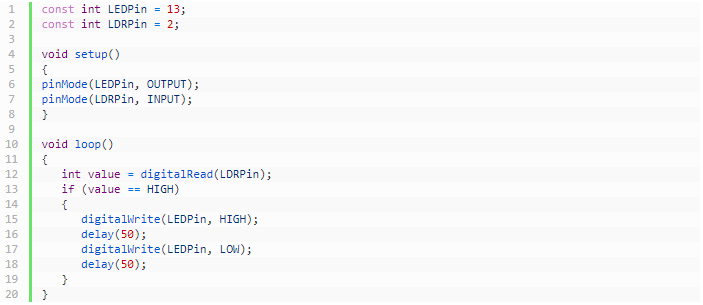 1 const int LEDPin = 13;
2 const int LDRPin = 2;
3
4 void setup()
5 {
6 pinMode(LEDPin, OUTPUT);
7 pinMode(LDRPin, INPUT);
8 }
9
10 void loop()
11 {
12    int value = digitalRead(LDRPin);
13    if (value == HIGH)
14    {
15       digitalWrite(LEDPin, HIGH);
16       delay(50);
17       digitalWrite(LEDPin, LOW);
18       delay(50);
19    }
20 }